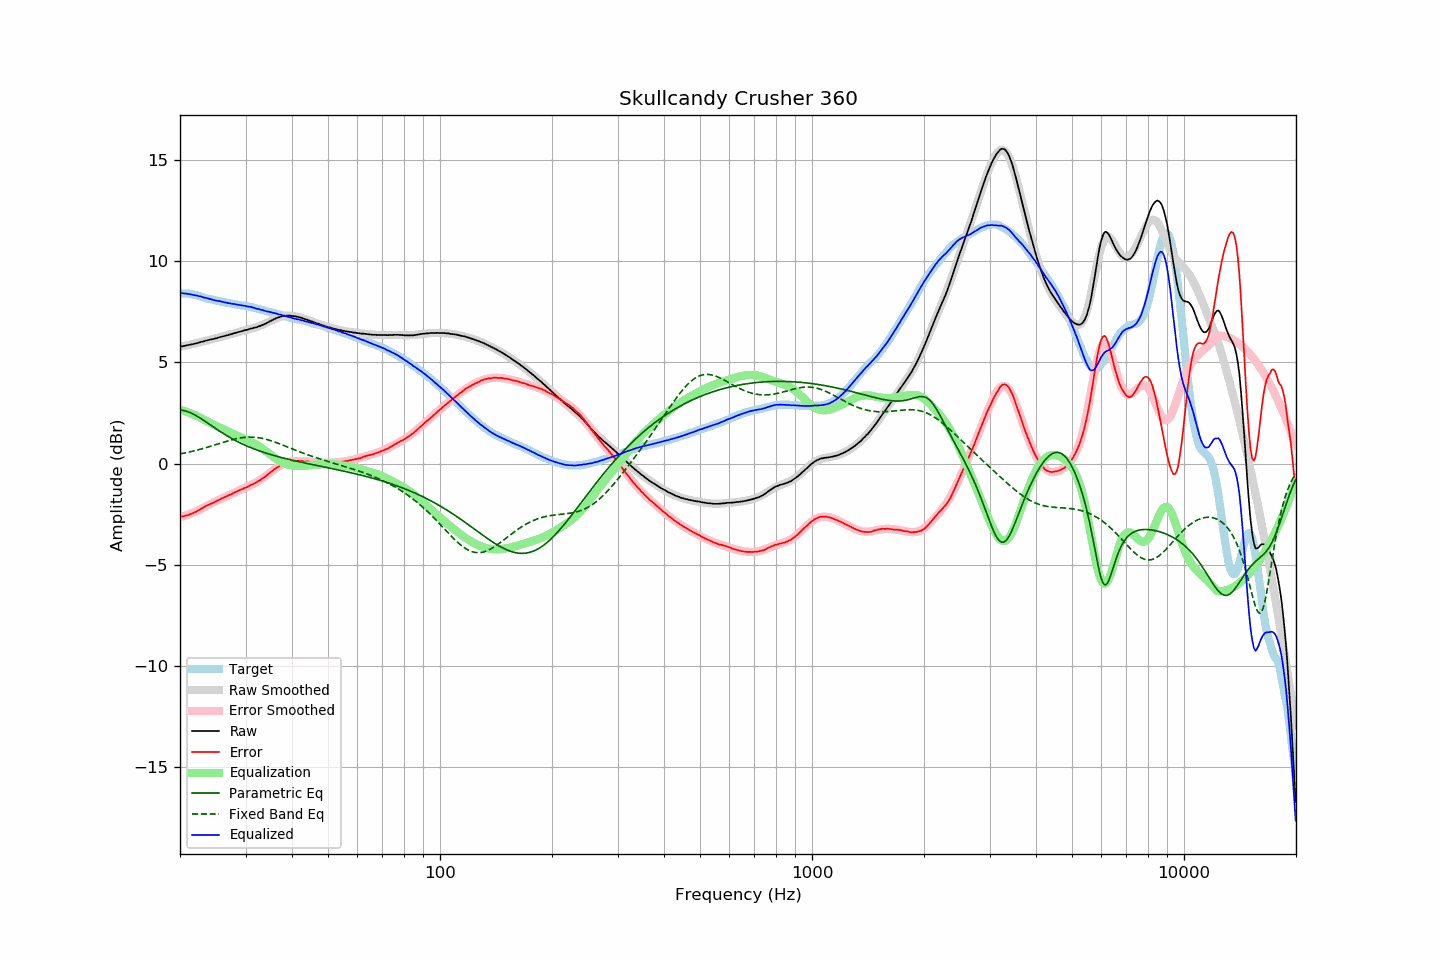 Skullcandy Crusher 360
Amplitude (dBr)
15
10
5
0
−5
−10
−15
Target
Raw Smoothed
Error Smoothed
Raw
Error
Equalization
Parametric Eq
Fixed Band Eq
Equalized
100
1000
10000
Frequency (Hz)